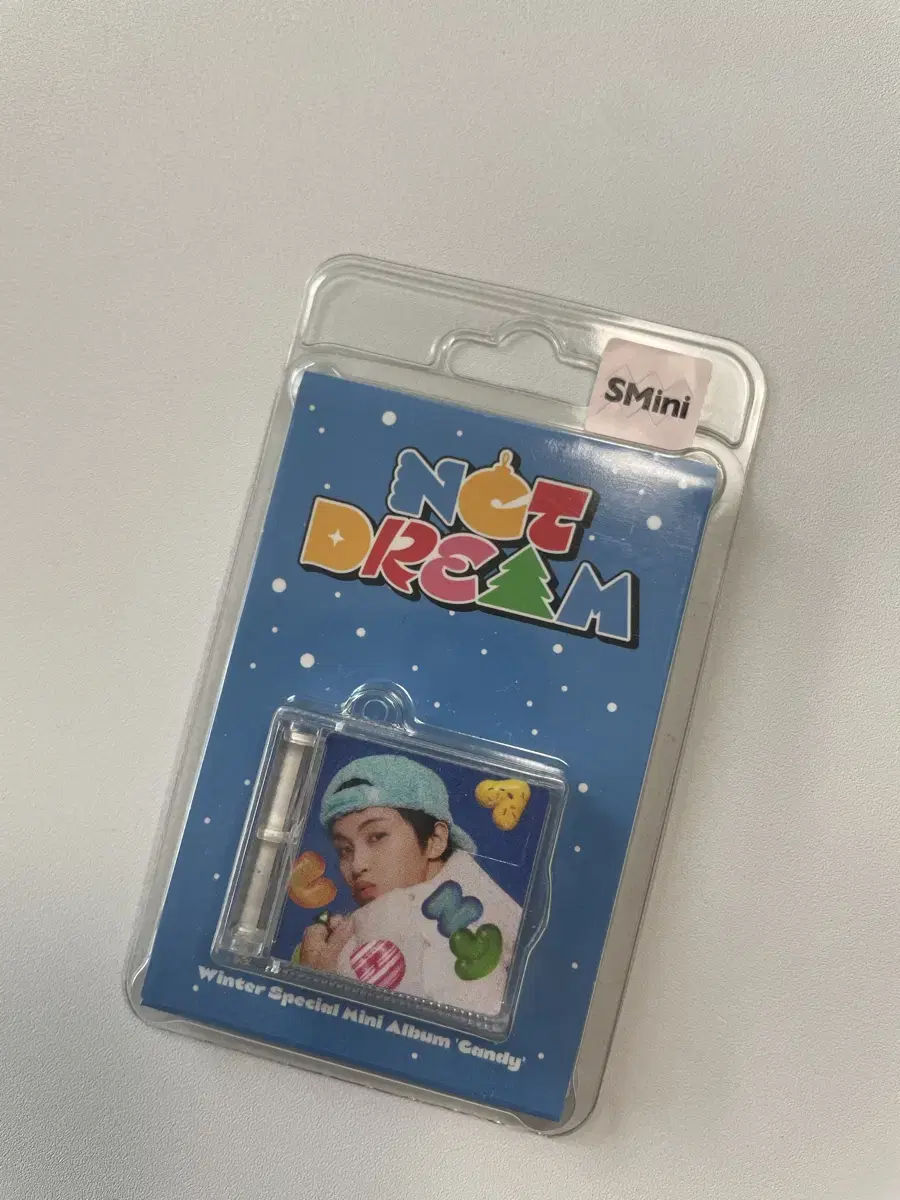 SMini
NCT
DREAM
Winter Special Mini Album 'Candy'